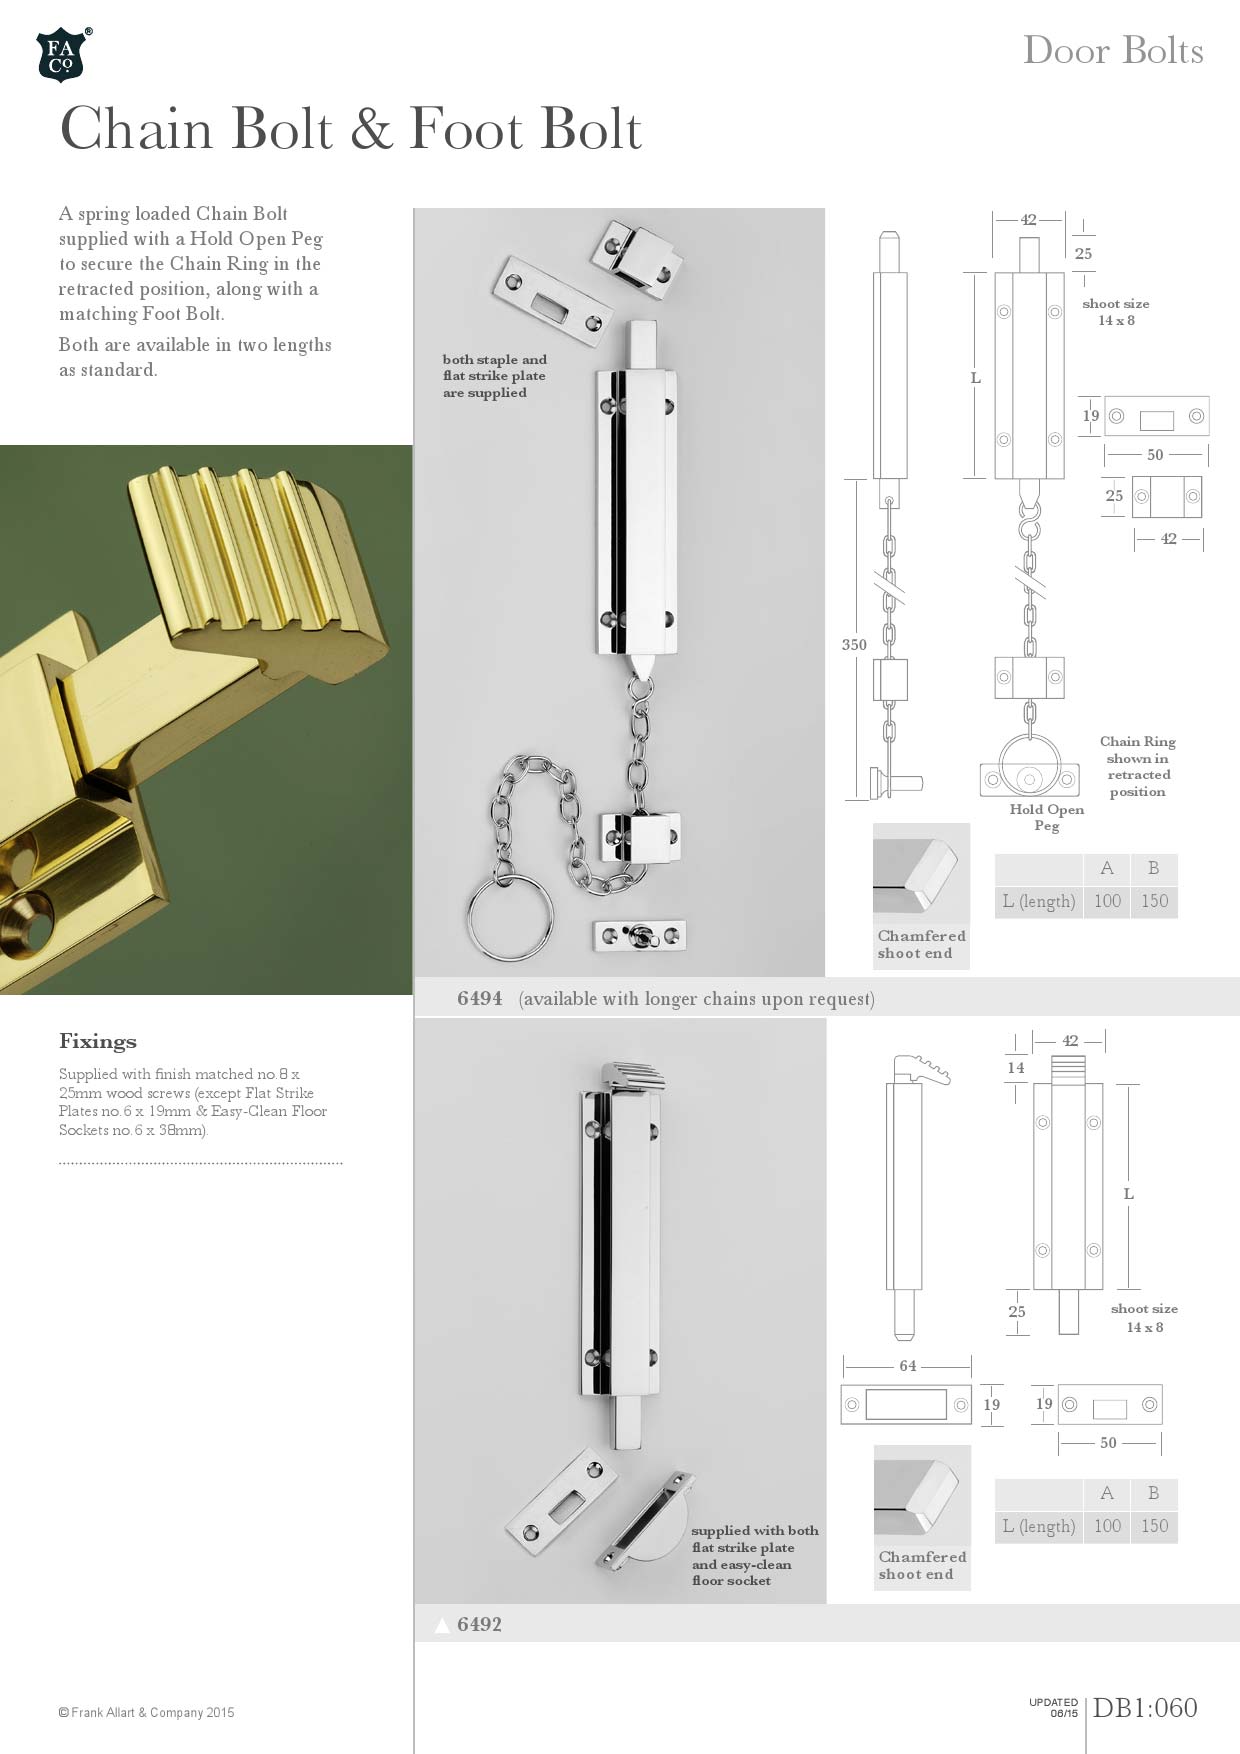 FA
Co.
®
Door Bolts
Chain Bolt & Foot Bolt
A spring loaded Chain Bolt
supplied with a Hold Open Peg
to secure the Chain Ring in the
retracted position, along with a
matching Foot Bolt.
Both are available in two lengths
as standard.
both staple and
flat strike plate
are supplied
42
25
shoot size
14 x 8
L
19
50
25
42
350
Chain Ring
shown in
retracted
position
Hold Open
Peg
Chamfered
shoot end
A B
L (length) 100 150
6494 (available with longer chains upon request)
Fixings
Supplied with finish matched no.8 x
25mm wood screws (except Flat Strike
Plates no.6 x 19mm & Easy-Clean Floor
Sockets no.6 x 38mm).
supplied with both
flat strike plate
and easy-clean
floor socket
42
14
L
25
shoot size
14 x 8
64
19
19
50
Chamfered
shoot end
A B
L (length) 100 150
6492
© Frank Allart & Company 2015
UPDATED
06/15
DB1:060